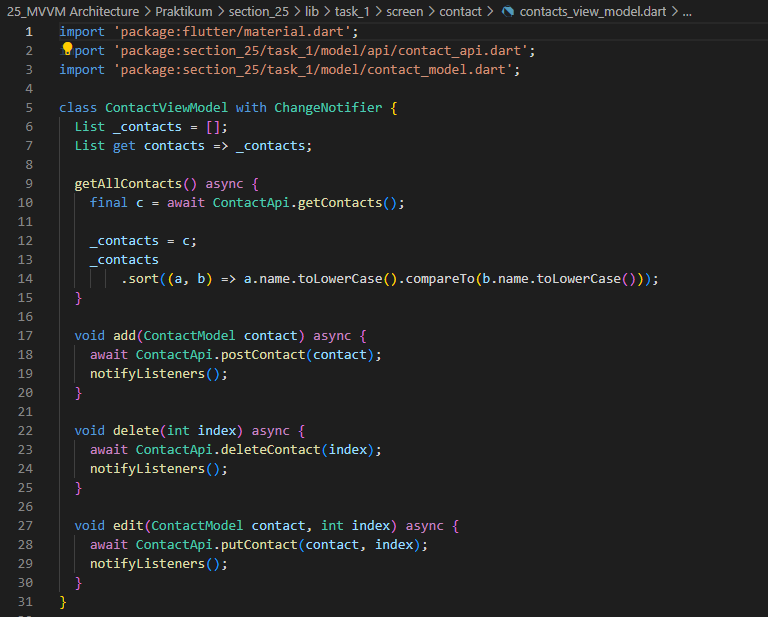 25_MVVM Architecture > Praktikum > section_25 > lib > task_1 > screen > contact > contacts_view_model.dart > ...
1 import 'package:flutter/material.dart';
2 port 'package:section_25/task_1/model/api/contact_api.dart';
3 import 'package:section_25/task_1/model/contact_model.dart';
4
5 class ContactViewModel with ChangeNotifier {
6 List _contacts = [];
7 List get contacts => _contacts;
8
9 getAllContacts() async {
10 final c = await ContactApi.getContacts();
11
12 _contacts = c;
13 _contacts
14 .sort((a, b) => a.name.toLowerCase().compareTo(b.name.toLowerCase()));
15 }
16
17 void add(ContactModel contact) async {
18 await ContactApi.postContact(contact);
19 notifyListeners();
20 }
21
22 void delete(int index) async {
23 await ContactApi.deleteContact(index);
24 notifyListeners();
25 }
26
27 void edit(ContactModel contact, int index) async {
28 await ContactApi.putContact(contact, index);
29 notifyListeners();
30 }
31 }